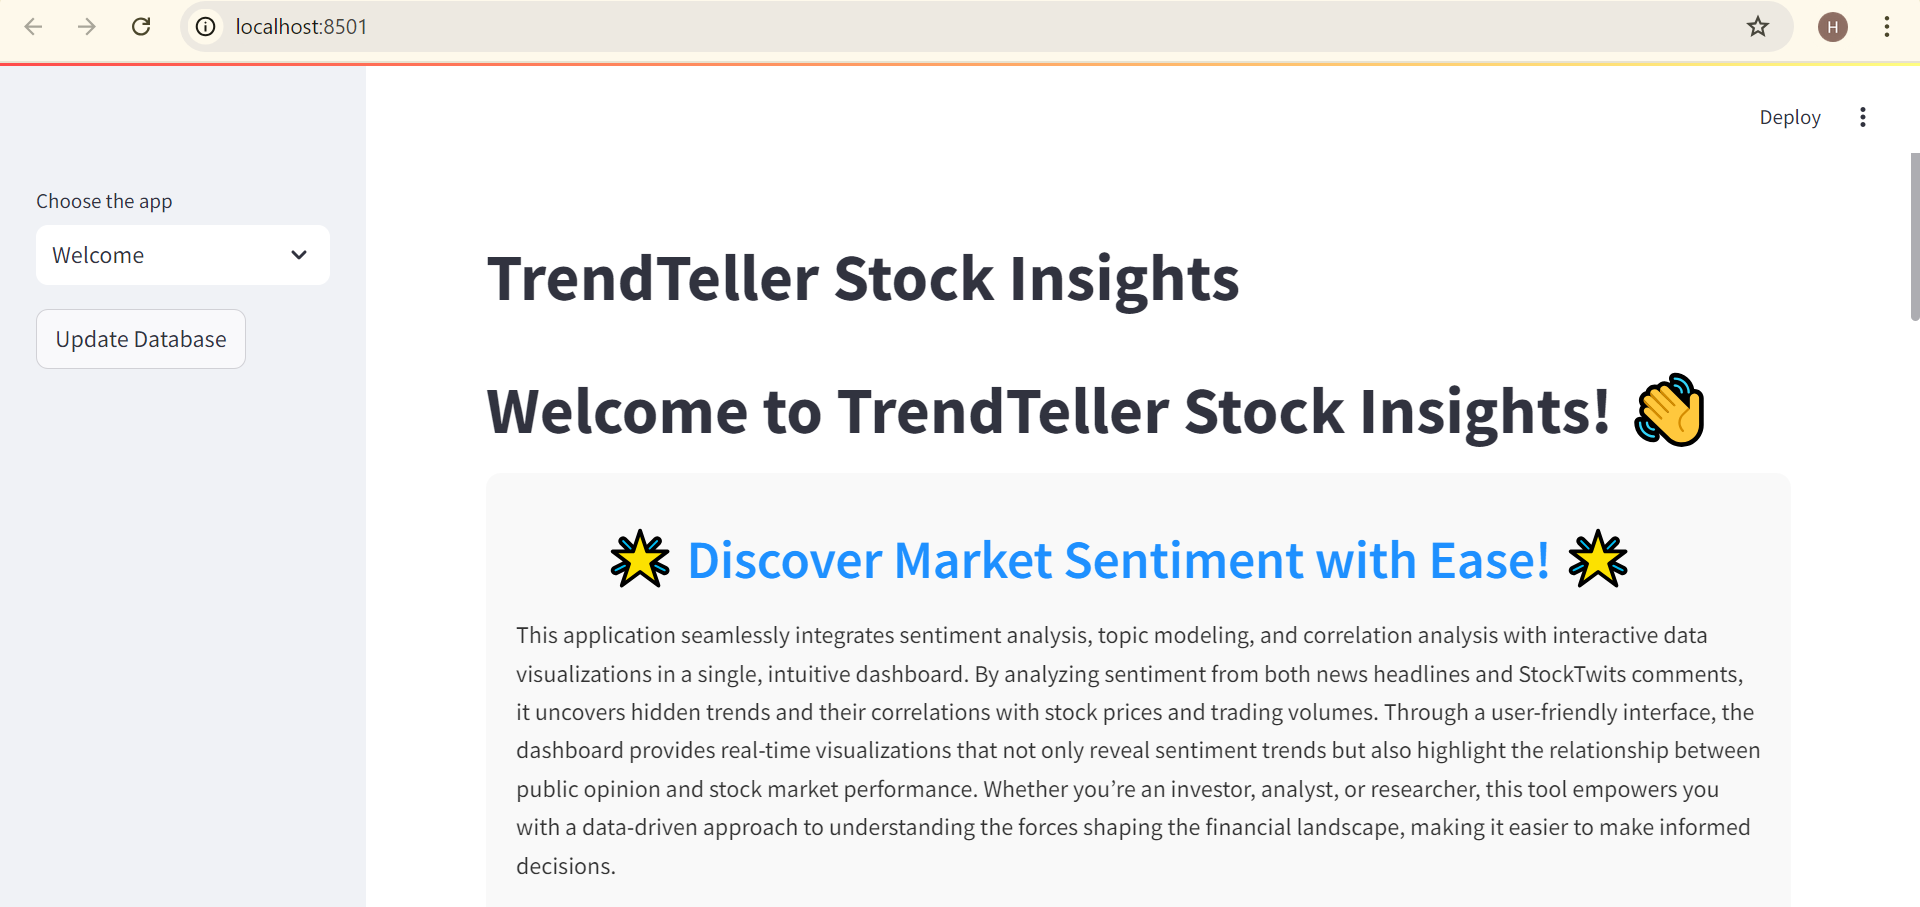 localhost:8501
H
Deploy
Choose the app
Welcome
Update Database
TrendTeller Stock Insights
Welcome to TrendTeller Stock Insights! 👋
🌟 Discover Market Sentiment with Ease! 🌟
This application seamlessly integrates sentiment analysis, topic modeling, and correlation analysis with interactive data
visualizations in a single, intuitive dashboard. By analyzing sentiment from both news headlines and StockTwits comments,
it uncovers hidden trends and their correlations with stock prices and trading volumes. Through a user-friendly interface, the
dashboard provides real-time visualizations that not only reveal sentiment trends but also highlight the relationship between
public opinion and stock market performance. Whether you’re an investor, analyst, or researcher, this tool empowers you
with a data-driven approach to understanding the forces shaping the financial landscape, making it easier to make informed
decisions.